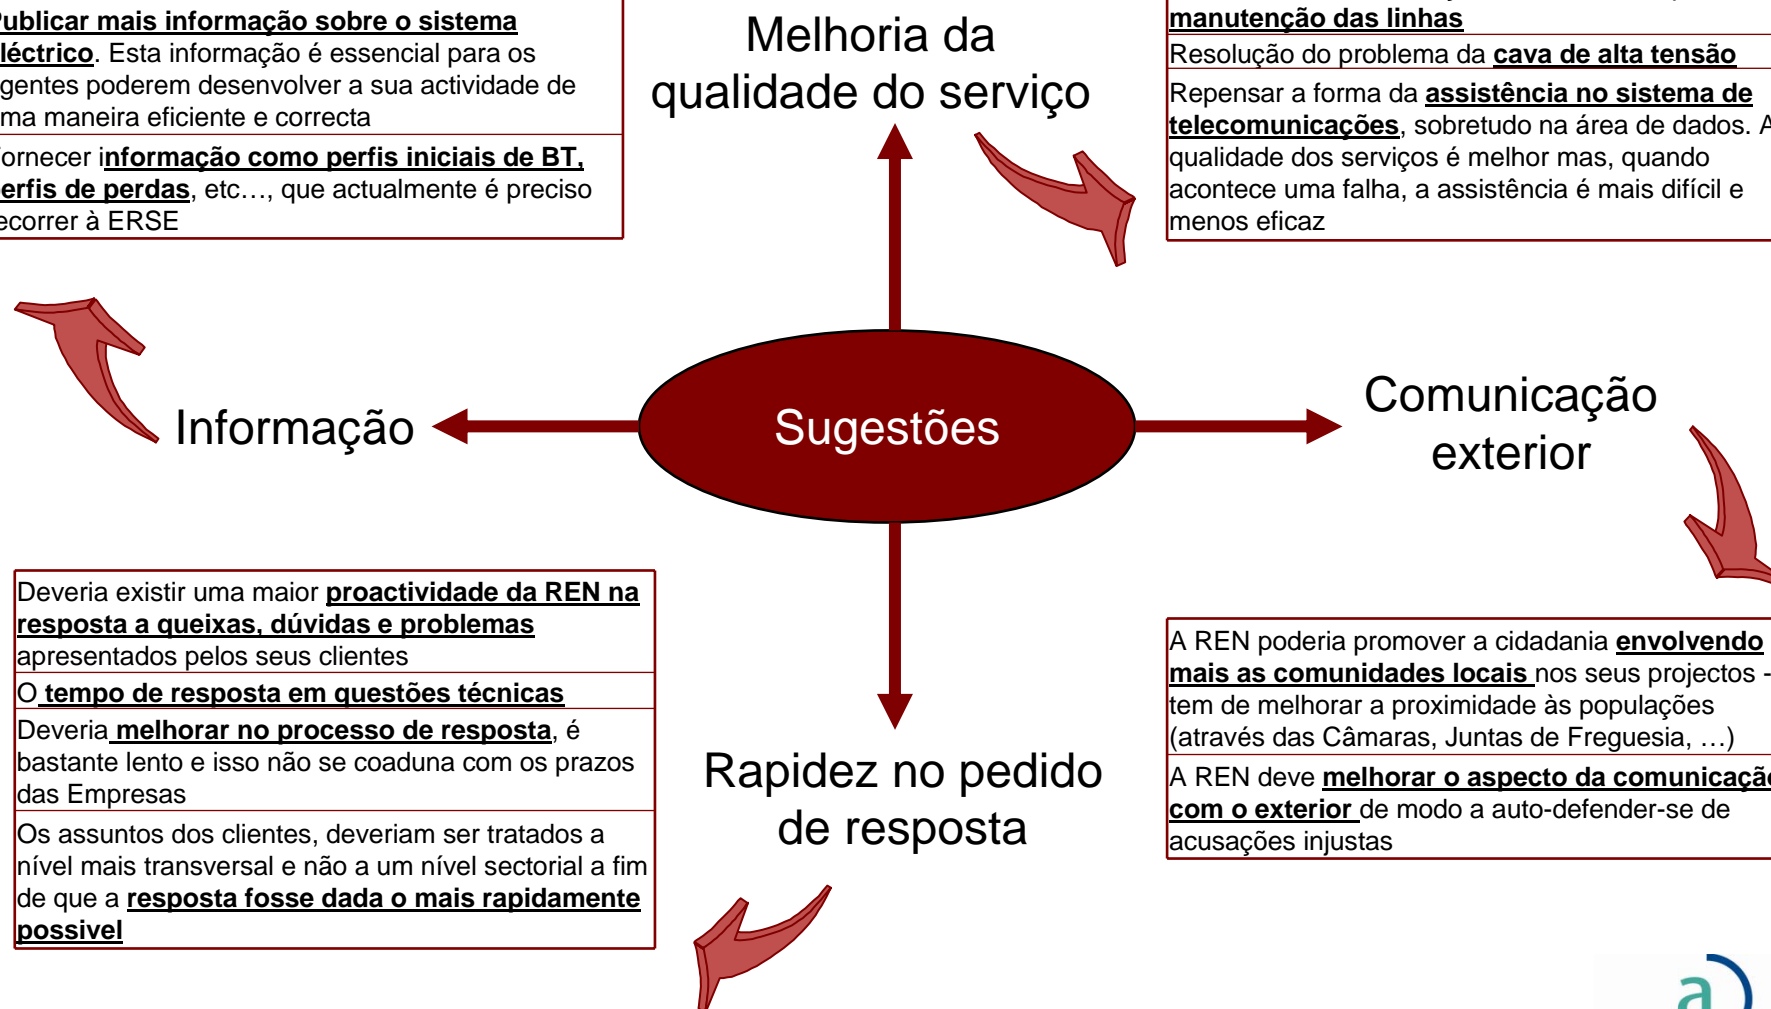 Publicar mais informação sobre o sistema
eléctrico. Esta informação é essencial para os
agentes poderem desenvolver a sua actividade de
uma maneira eficiente e correcta
Fornecer informação como perfis iniciais de BT,
perfis de perdas, etc…, que actualmente é preciso
recorrer à ERSE
Melhoria da
qualidade do serviço
manutenção das linhas
Resolução do problema da cava de alta tensão
Repensar a forma da assistência no sistema de
telecomunicações, sobretudo na área de dados. A
qualidade dos serviços é melhor mas, quando
acontece uma falha, a assistência é mais difícil e
menos eficaz
Informação
Sugestões
Comunicação
exterior
Deveria existir uma maior proactividade da REN na
resposta a queixas, dúvidas e problemas
apresentados pelos seus clientes
O tempo de resposta em questões técnicas
Deveria melhorar no processo de resposta, é
bastante lento e isso não se coaduna com os prazos
das Empresas
Os assuntos dos clientes, deveriam ser tratados a
nível mais transversal e não a um nível sectorial a fim
de que a resposta fosse dada o mais rapidamente
possivel
Rapidez no pedido
de resposta
A REN poderia promover a cidadania envolvendo
mais as comunidades locais nos seus projectos -
tem de melhorar a proximidade às populações
(através das Câmaras, Juntas de Freguesia, …)
A REN deve melhorar o aspecto da comunicação
com o exterior de modo a auto-defender-se de
acusações injustas
a